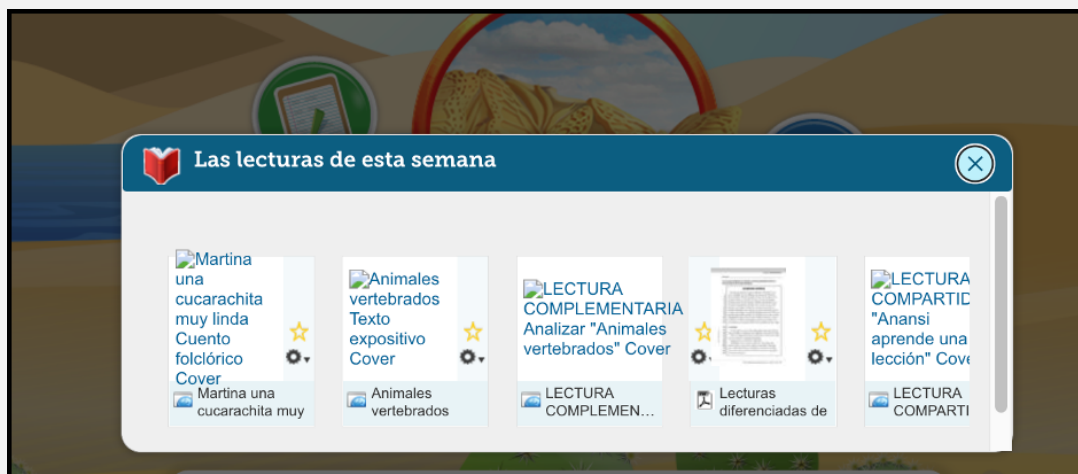 Las lecturas de esta semana
Martina
una
cucarachita
muy linda
Cuento
folclórico
Cover
Martina una
cucarachita muy
Animales
vertebrados
Texto
expositivo
Cover
Animales
vertebrados
LECTURA
COMPLEMENTARIA
Analizar "Animales
vertebrados" Cover
LECTURA
COMPLEMEN...
Lecturas
diferenciadas de
LECTURA
COMPARTID
"Anansi
aprende una
lección" Cove
LECTURA
COMPARTI